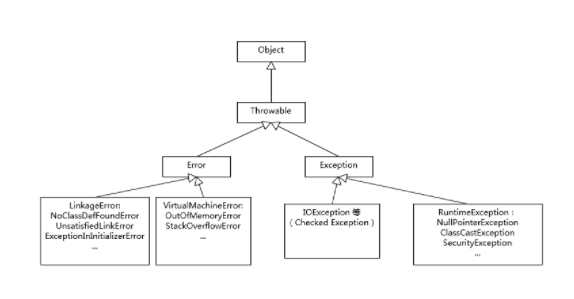 Object
Throwable
Error
Exception
LinkageError:
NoClassDefFoundError
UnsatisfiedLinkError
ExceptionInInitializerError
...
VirtualMachineError:
OutOfMemoryError
StackOverflowError
...
IOException 等
( Checked Exception )
RuntimeException :
NullPointerException
ClassCastException
SecurityException
...